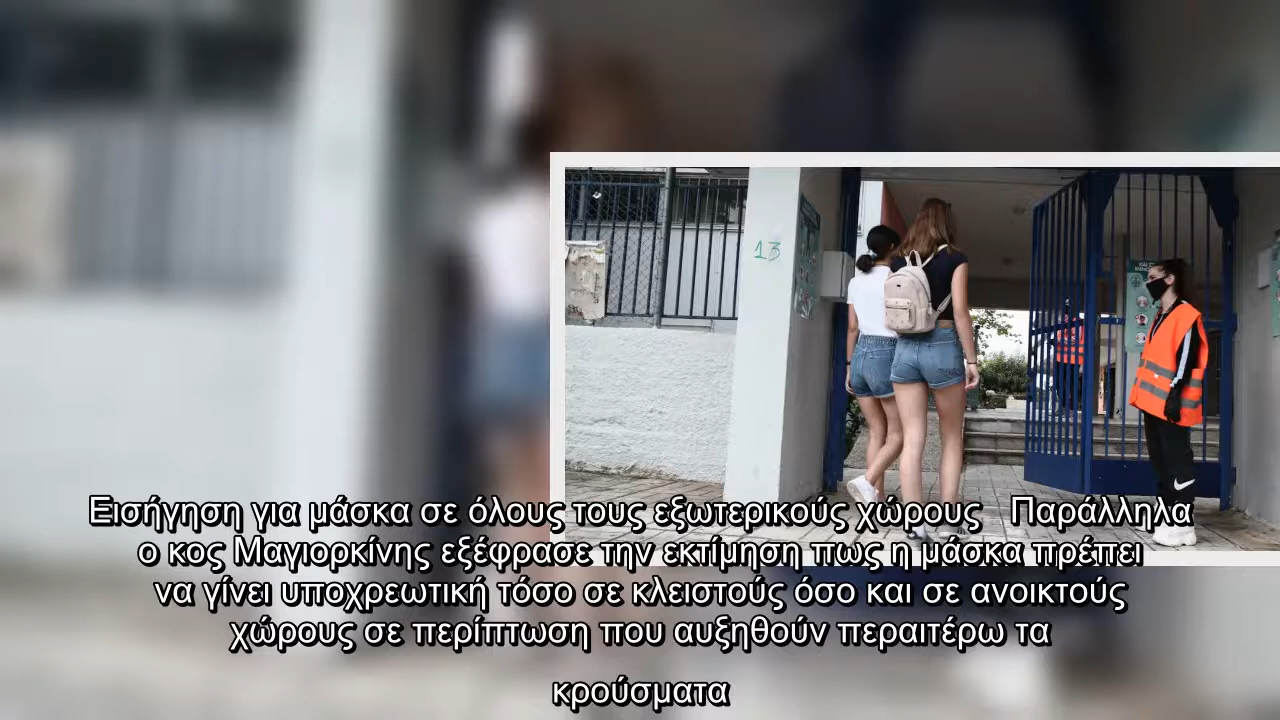 13
Εισήγηση για μάσκα σε όλους τους εξωτερικούς χώρους Παράλληλα
ο κος Μαγιορκίνης εξέφρασε την εκτίμηση πως η μάσκα πρέπει
να γίνει υποχρεωτική τόσο σε κλειστούς όσο και σε ανοικτούς
χώρους σε περίπτωση που αυξηθούν περαιτέρω τα
κρούσματα